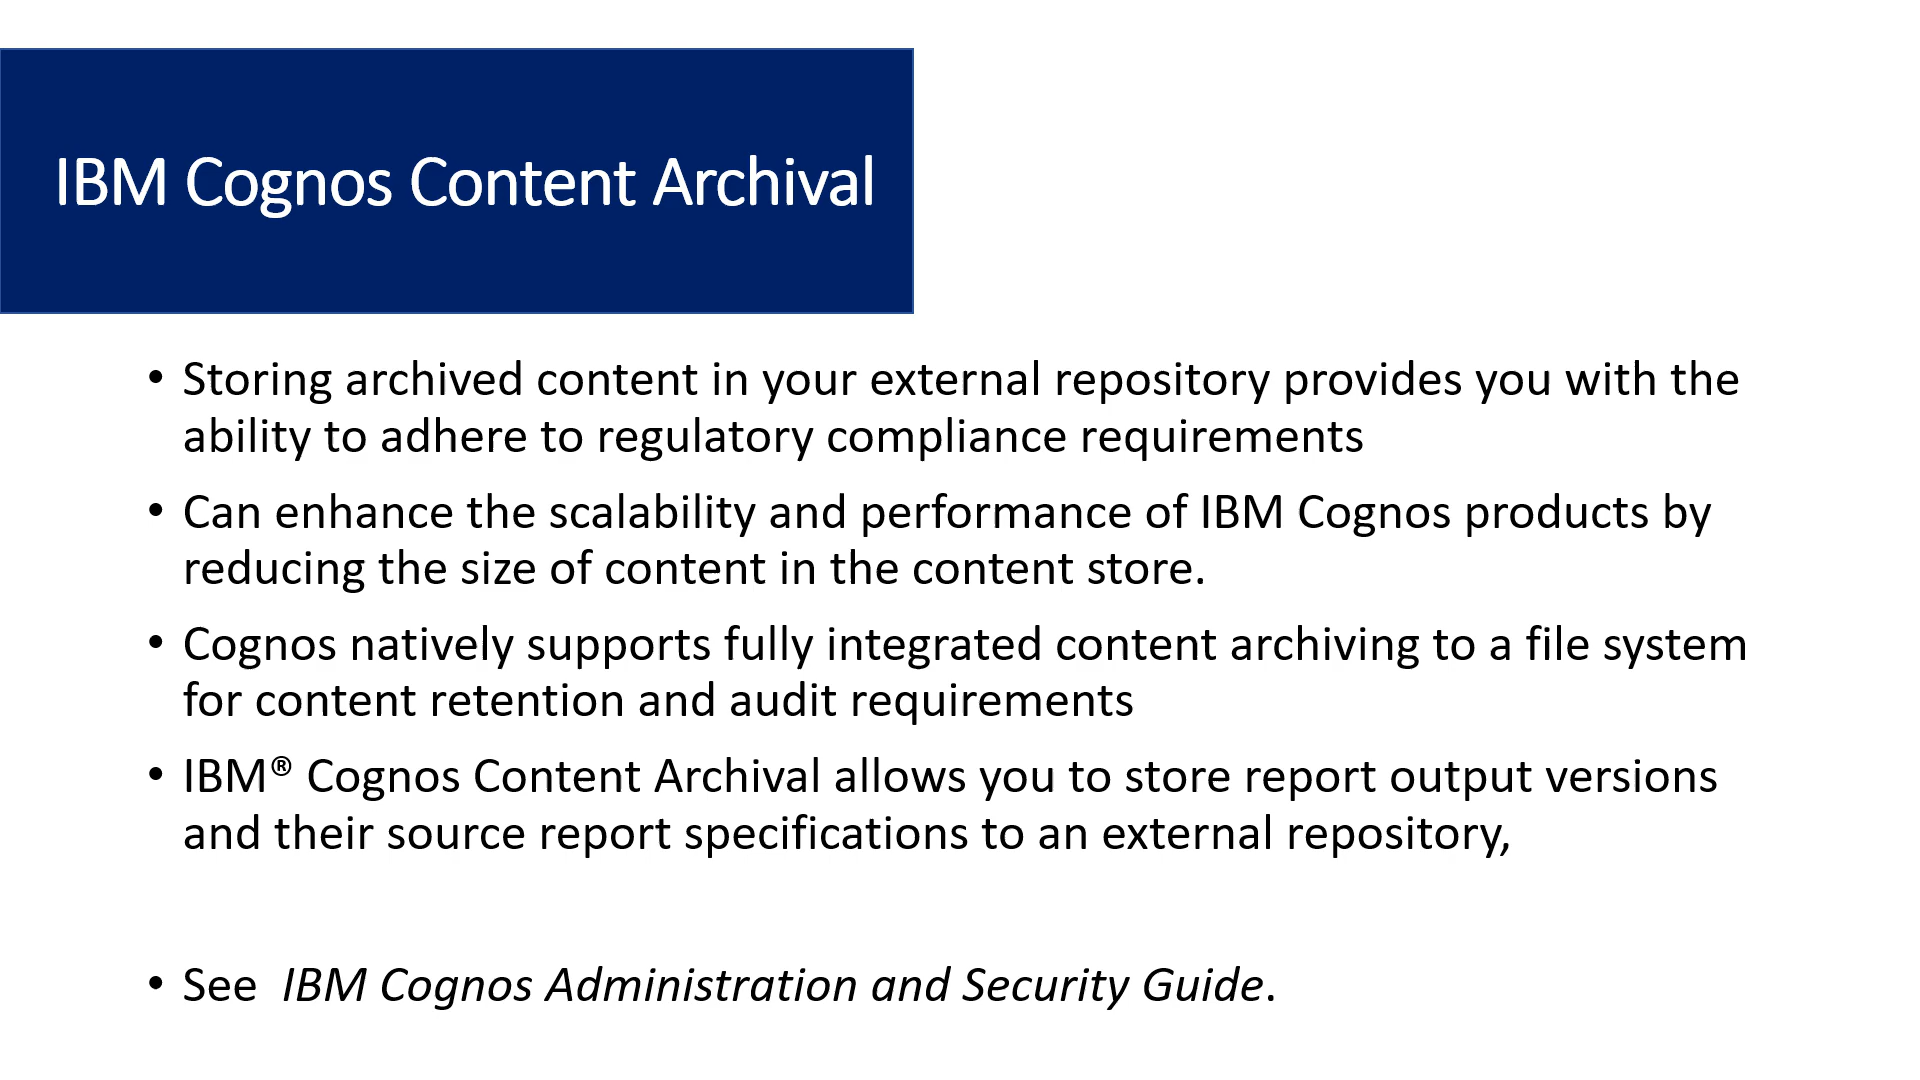 IBM Cognos Content Archival
• Storing archived content in your external repository provides you with the
ability to adhere to regulatory compliance requirements
• Can enhance the scalability and performance of IBM Cognos products by
reducing the size of content in the content store.
• Cognos natively supports fully integrated content archiving to a file system
for content retention and audit requirements
• IBM® Cognos Content Archival allows you to store report output versions
and their source report specifications to an external repository,
• See  IBM Cognos Administration and Security Guide.